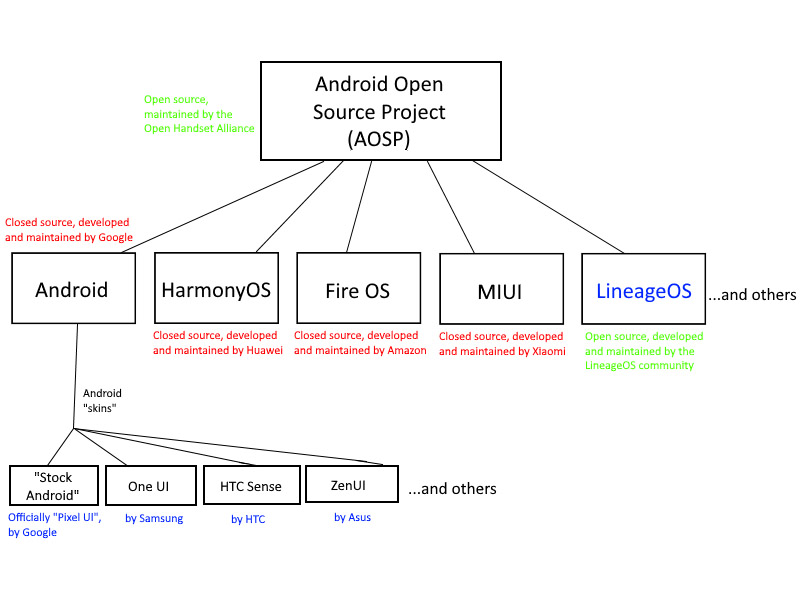 Android Open
Source Project
(AOSP)
Open source,
maintained by the
Open Handset Alliance
Closed source, developed
and maintained by Google
Android
HarmonyOS
Fire OS
MIUI
LineageOS
...and others
Closed source, developed
and maintained by Huawei
Closed source, developed
and maintained by Amazon
Closed source, developed
and maintained by Xiaomi
Open source, developed
and maintained by the
LineageOS community
Android
"skins"
"Stock
Android"
One UI
HTC Sense
ZenUI
...and others
Officially "Pixel UI",
by Google
by Samsung
by HTC
by Asus